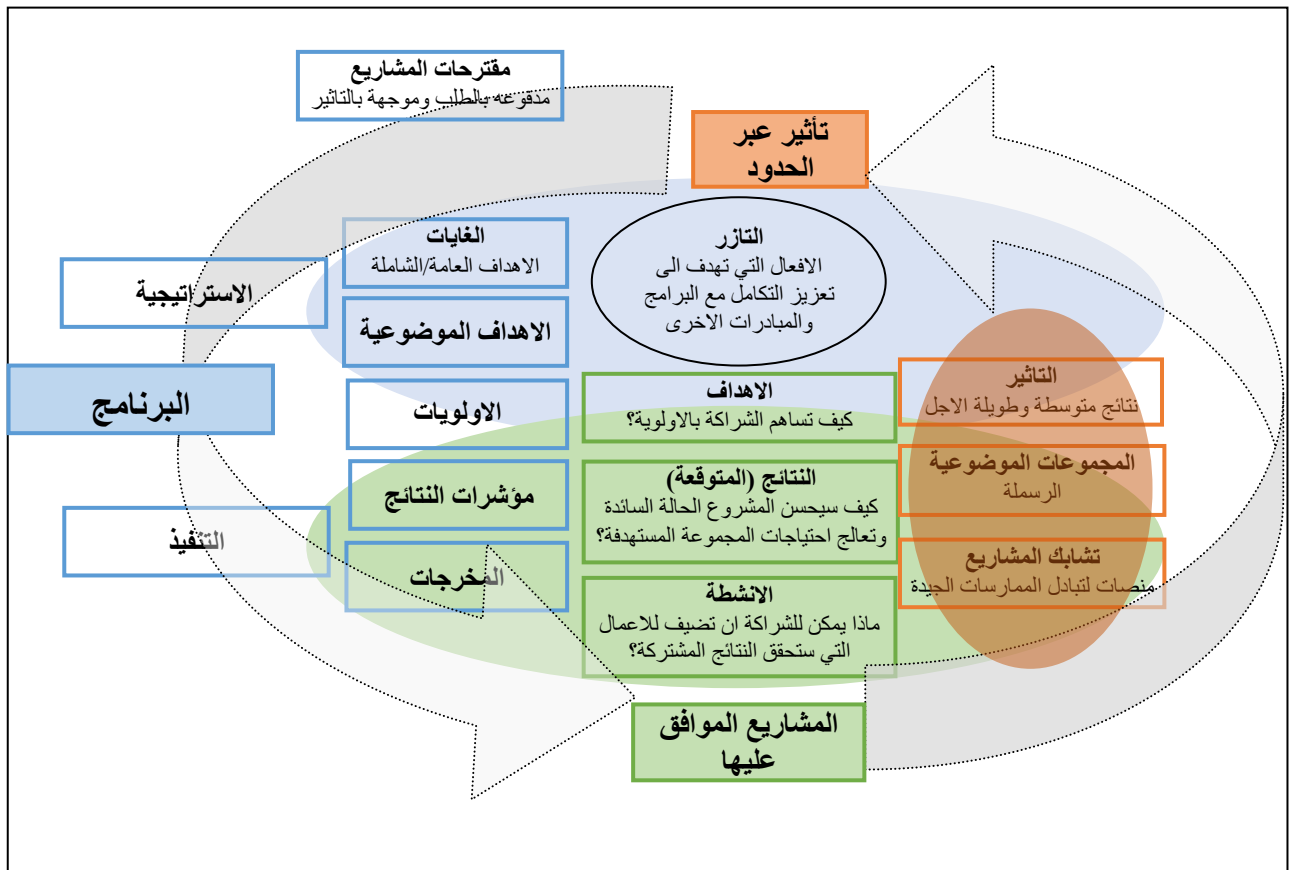 مقترحات المشاريع
مدفوعه بالطلب وموجهة بالتاثير
تأثير عبر
الحدود
الغايات
الاهداف العامة/الشاملة
التازر
الافعال التي تهدف الى
تعزيز التكامل مع البرامج
والمبادرات الاخرى
الاستراتيجية
الاهداف الموضوعية
البرنامج
الاولويات
الاهداف
كيف تساهم الشراكة بالاولوية؟
التاثير
نتائج متوسطة وطويلة الاجل
مؤشرات النتائج
النتائج (المتوقعة)
كيف سيحسن المشروع الحالة السائدة
وتعالج احتياجات المجموعة المستهدفة؟
المجموعات الموضوعية
الرسملة
التنفيذ
المخرجات
الانشطة
ماذا يمكن للشراكة ان تضيف للاعمال
التي ستحقق النتائج المشتركة؟
تشابك المشاريع
منصات لتبادل الممارسات الجيدة
المشاريع الموافق
عليها